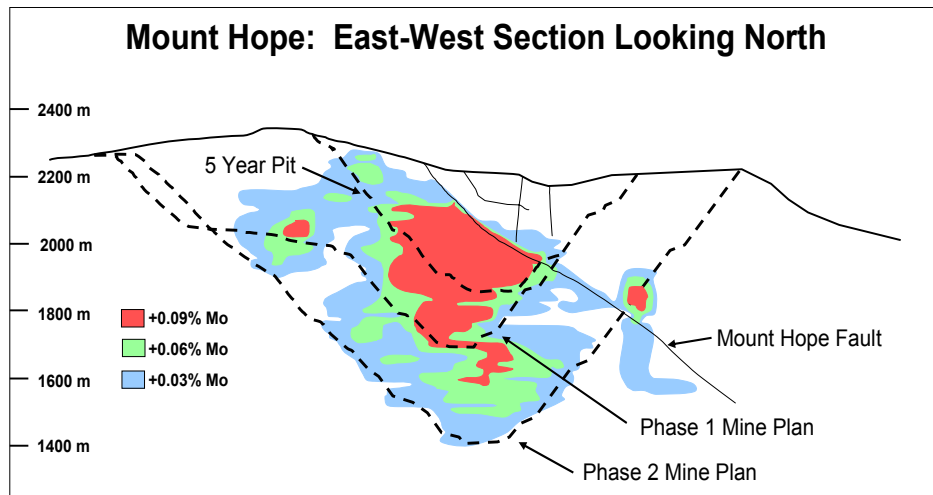 Mount Hope:  East-West Section Looking North
2400 m
5 Year Pit
2200 m
2000 m
1800 m
+0.09% Mo
+0.06% Mo
+0.03% Mo
Mount Hope Fault
1600 m
Phase 1 Mine Plan
1400 m
Phase 2 Mine Plan